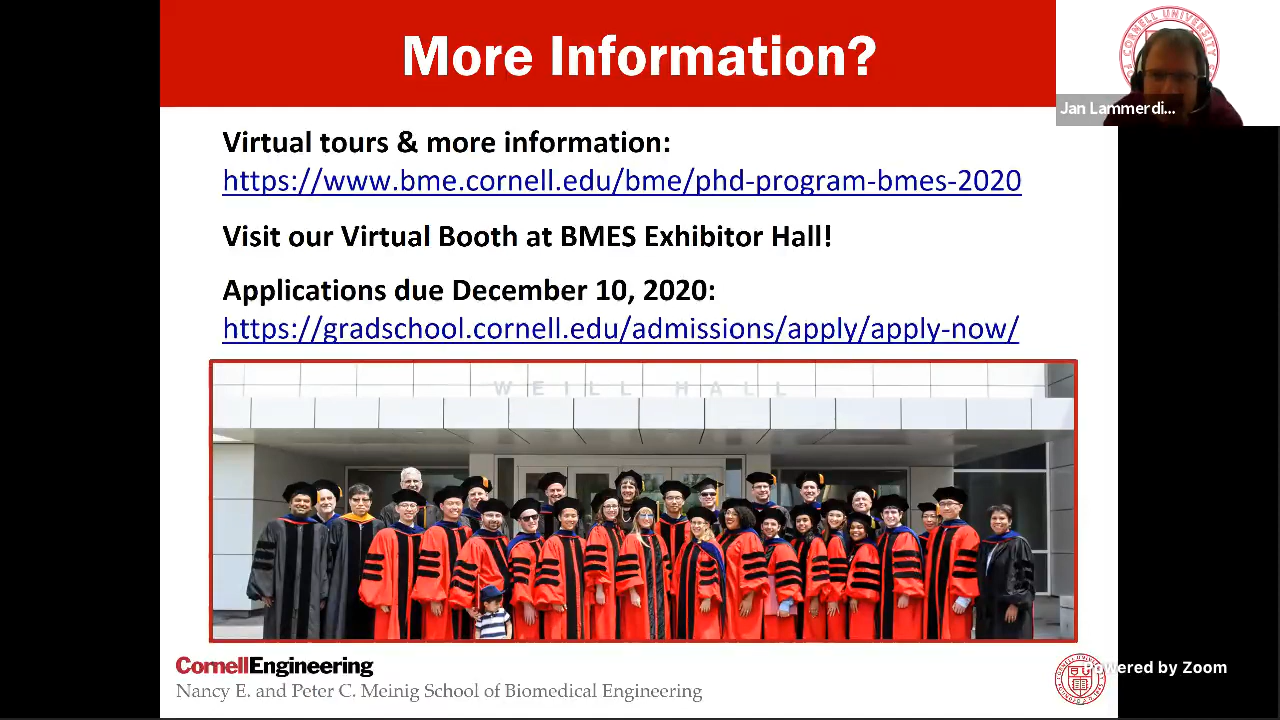 More Information?
Jan Lammerdi...
Virtual tours & more information:
https://www.bme.cornell.edu/bme/phd-program-bmes-2020
Visit our Virtual Booth at BMES Exhibitor Hall!
Applications due December 10, 2020:
https://gradschool.cornell.edu/admissions/apply/apply-now/
WEILL HALL
CornellEngineering
Nancy E. and Peter C. Meinig School of Biomedical Engineering
Powered by Zoom